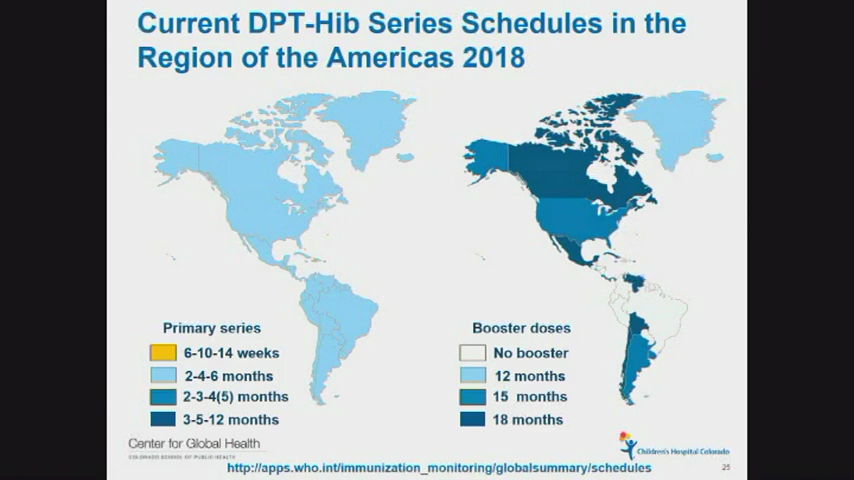 Current DPT-Hib Series Schedules in the
Region of the Americas 2018
Primary series
6-10-14 weeks
2-4-6 months
2-3-4(5) months
3-5-12 months
Booster doses
No booster
12 months
15 months
18 months
Center for Global Health
COLORADO SCHOOL OF PUBLIC HEALTH
Children's Hospital Colorado
http://apps.who.int/immunization_monitoring/globalsummary/schedules
25